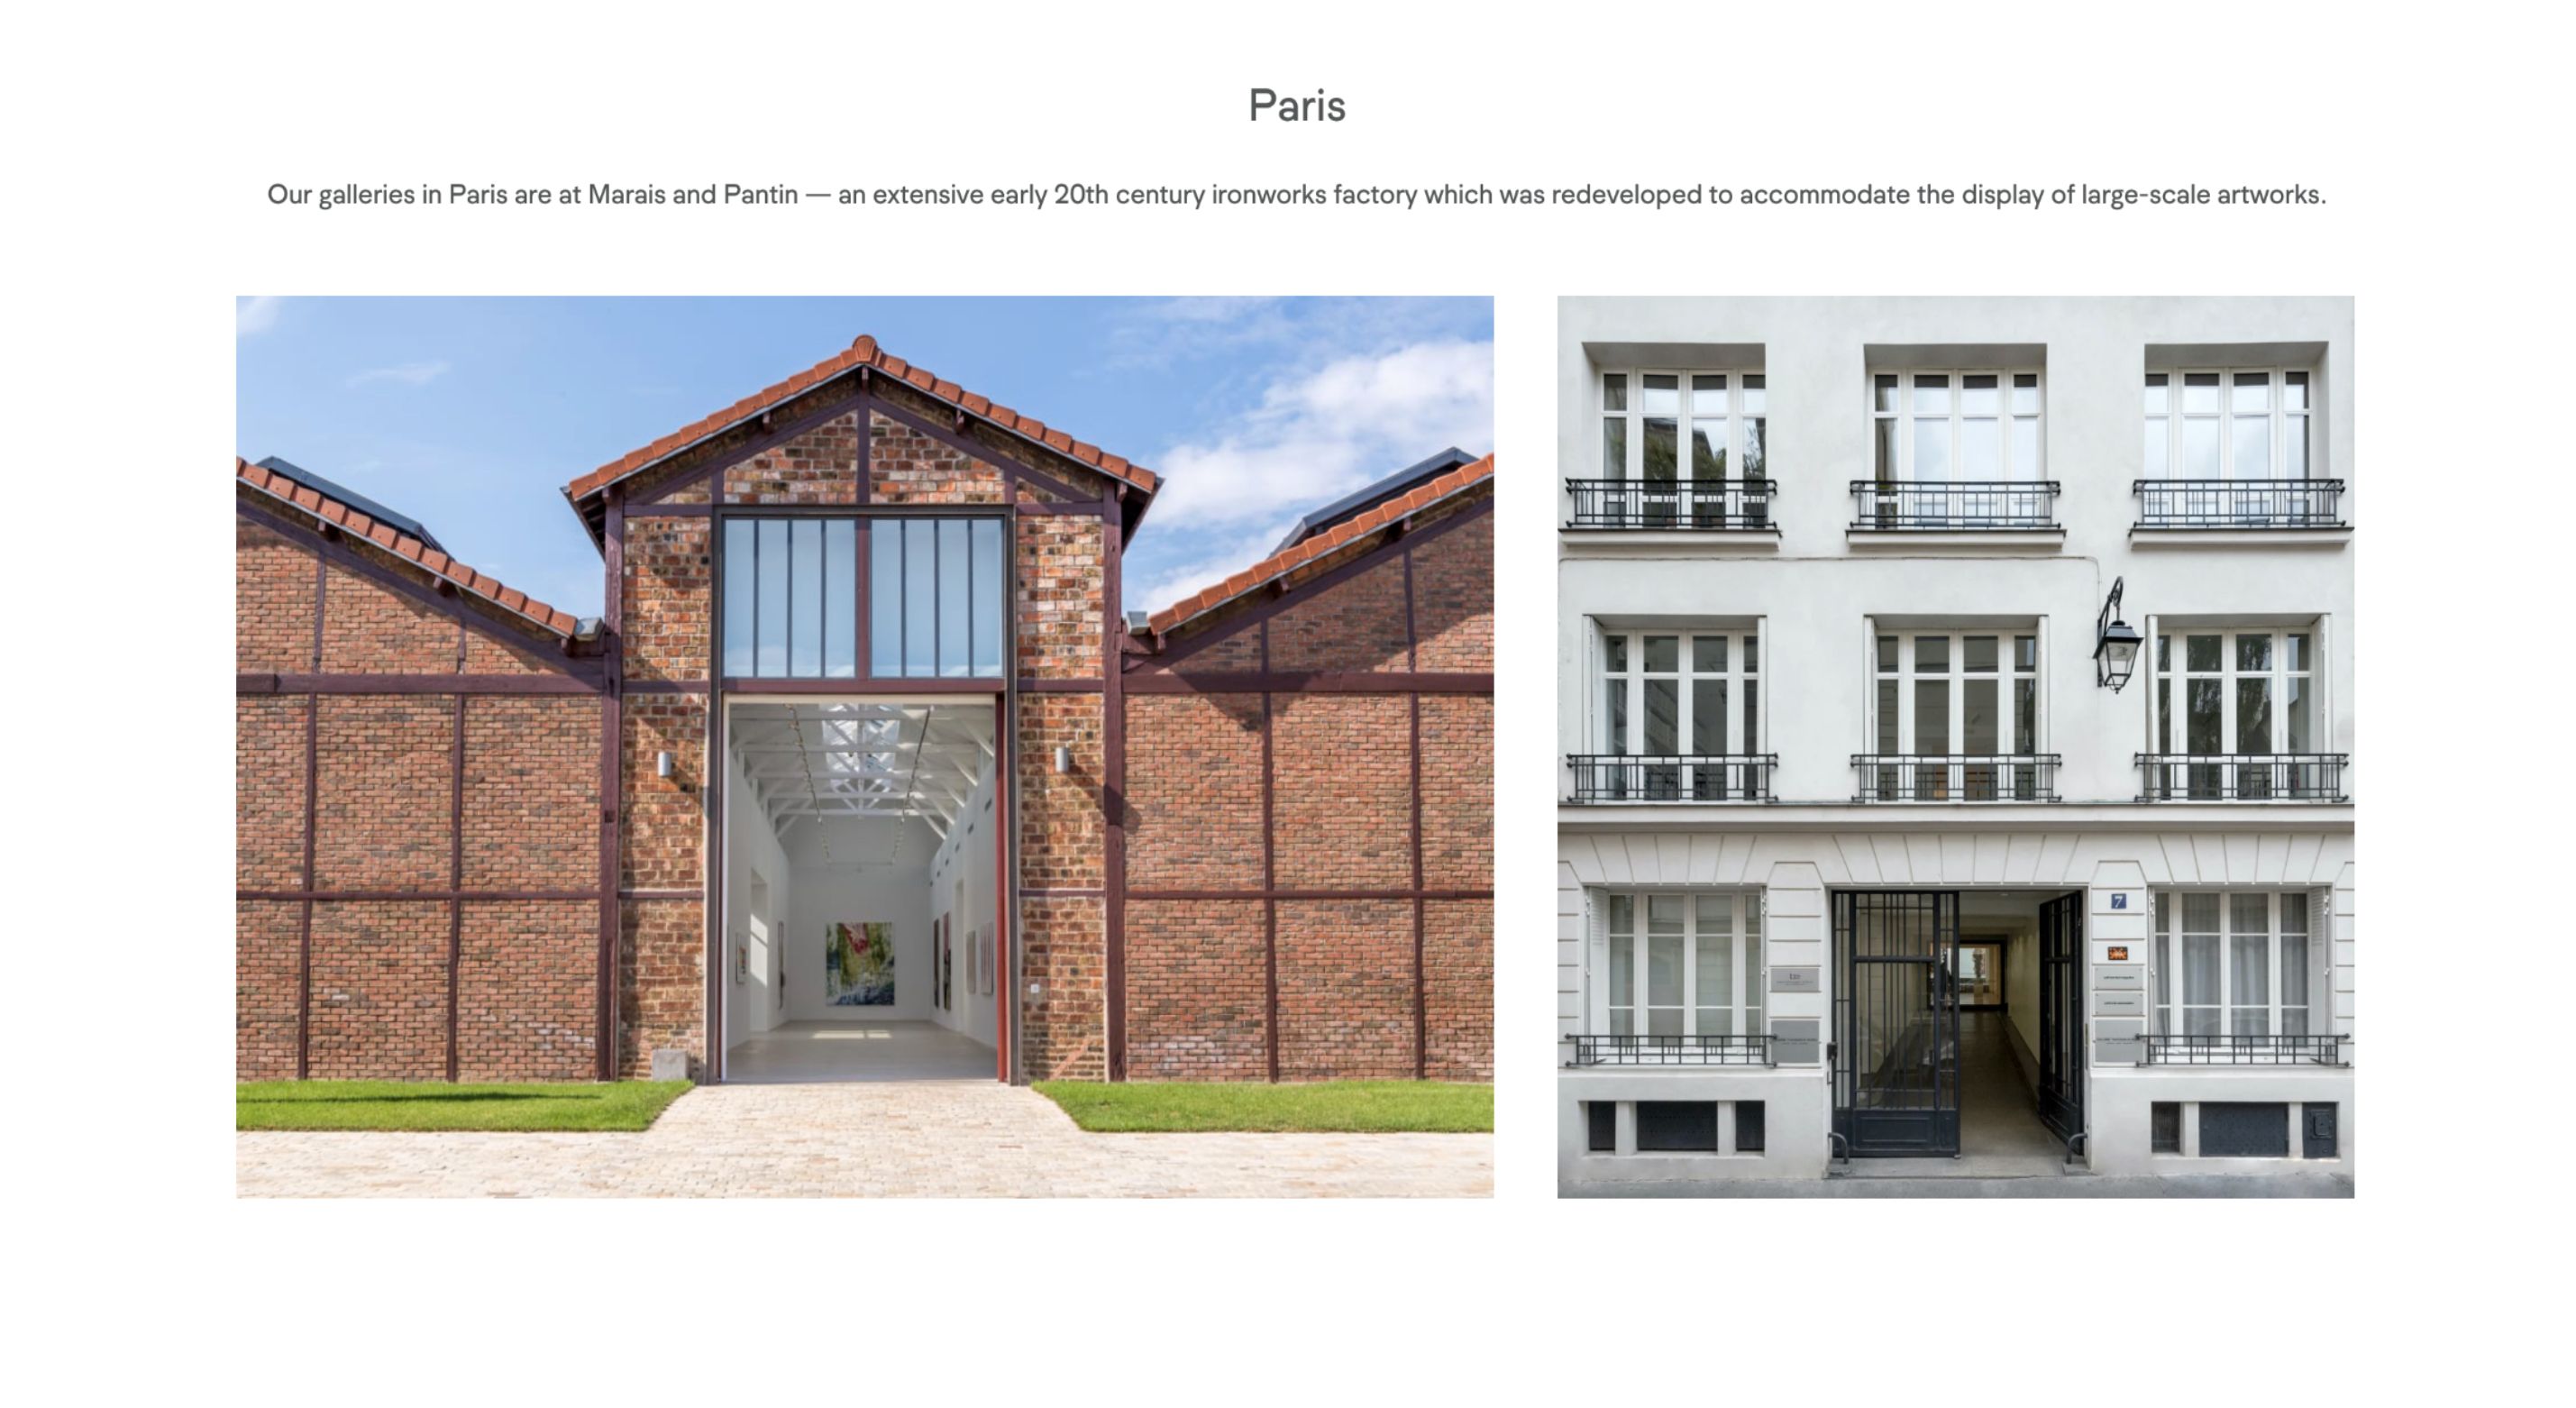 Paris
Our galleries in Paris are at Marais and Pantin — an extensive early 20th century ironworks factory which was redeveloped to accommodate the display of large-scale artworks.
7